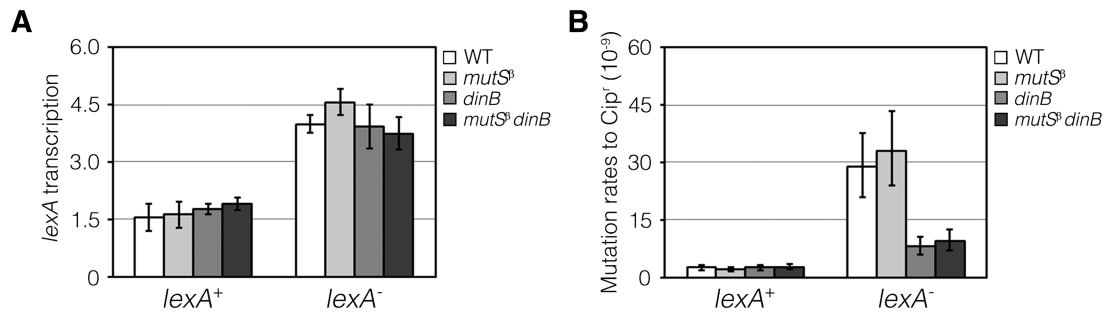 A
lexA transcription
6.0
4.5
3.0
1.5
0
lexA⁺
lexA⁻
WT
mutSᵝ
dinB
mutSᵝ dinB
B
Mutation rates to Cipʳ (10⁻⁹)
60
45
30
15
0
lexA⁺
lexA⁻
WT
mutSᵝ
dinB
mutSᵝ dinB